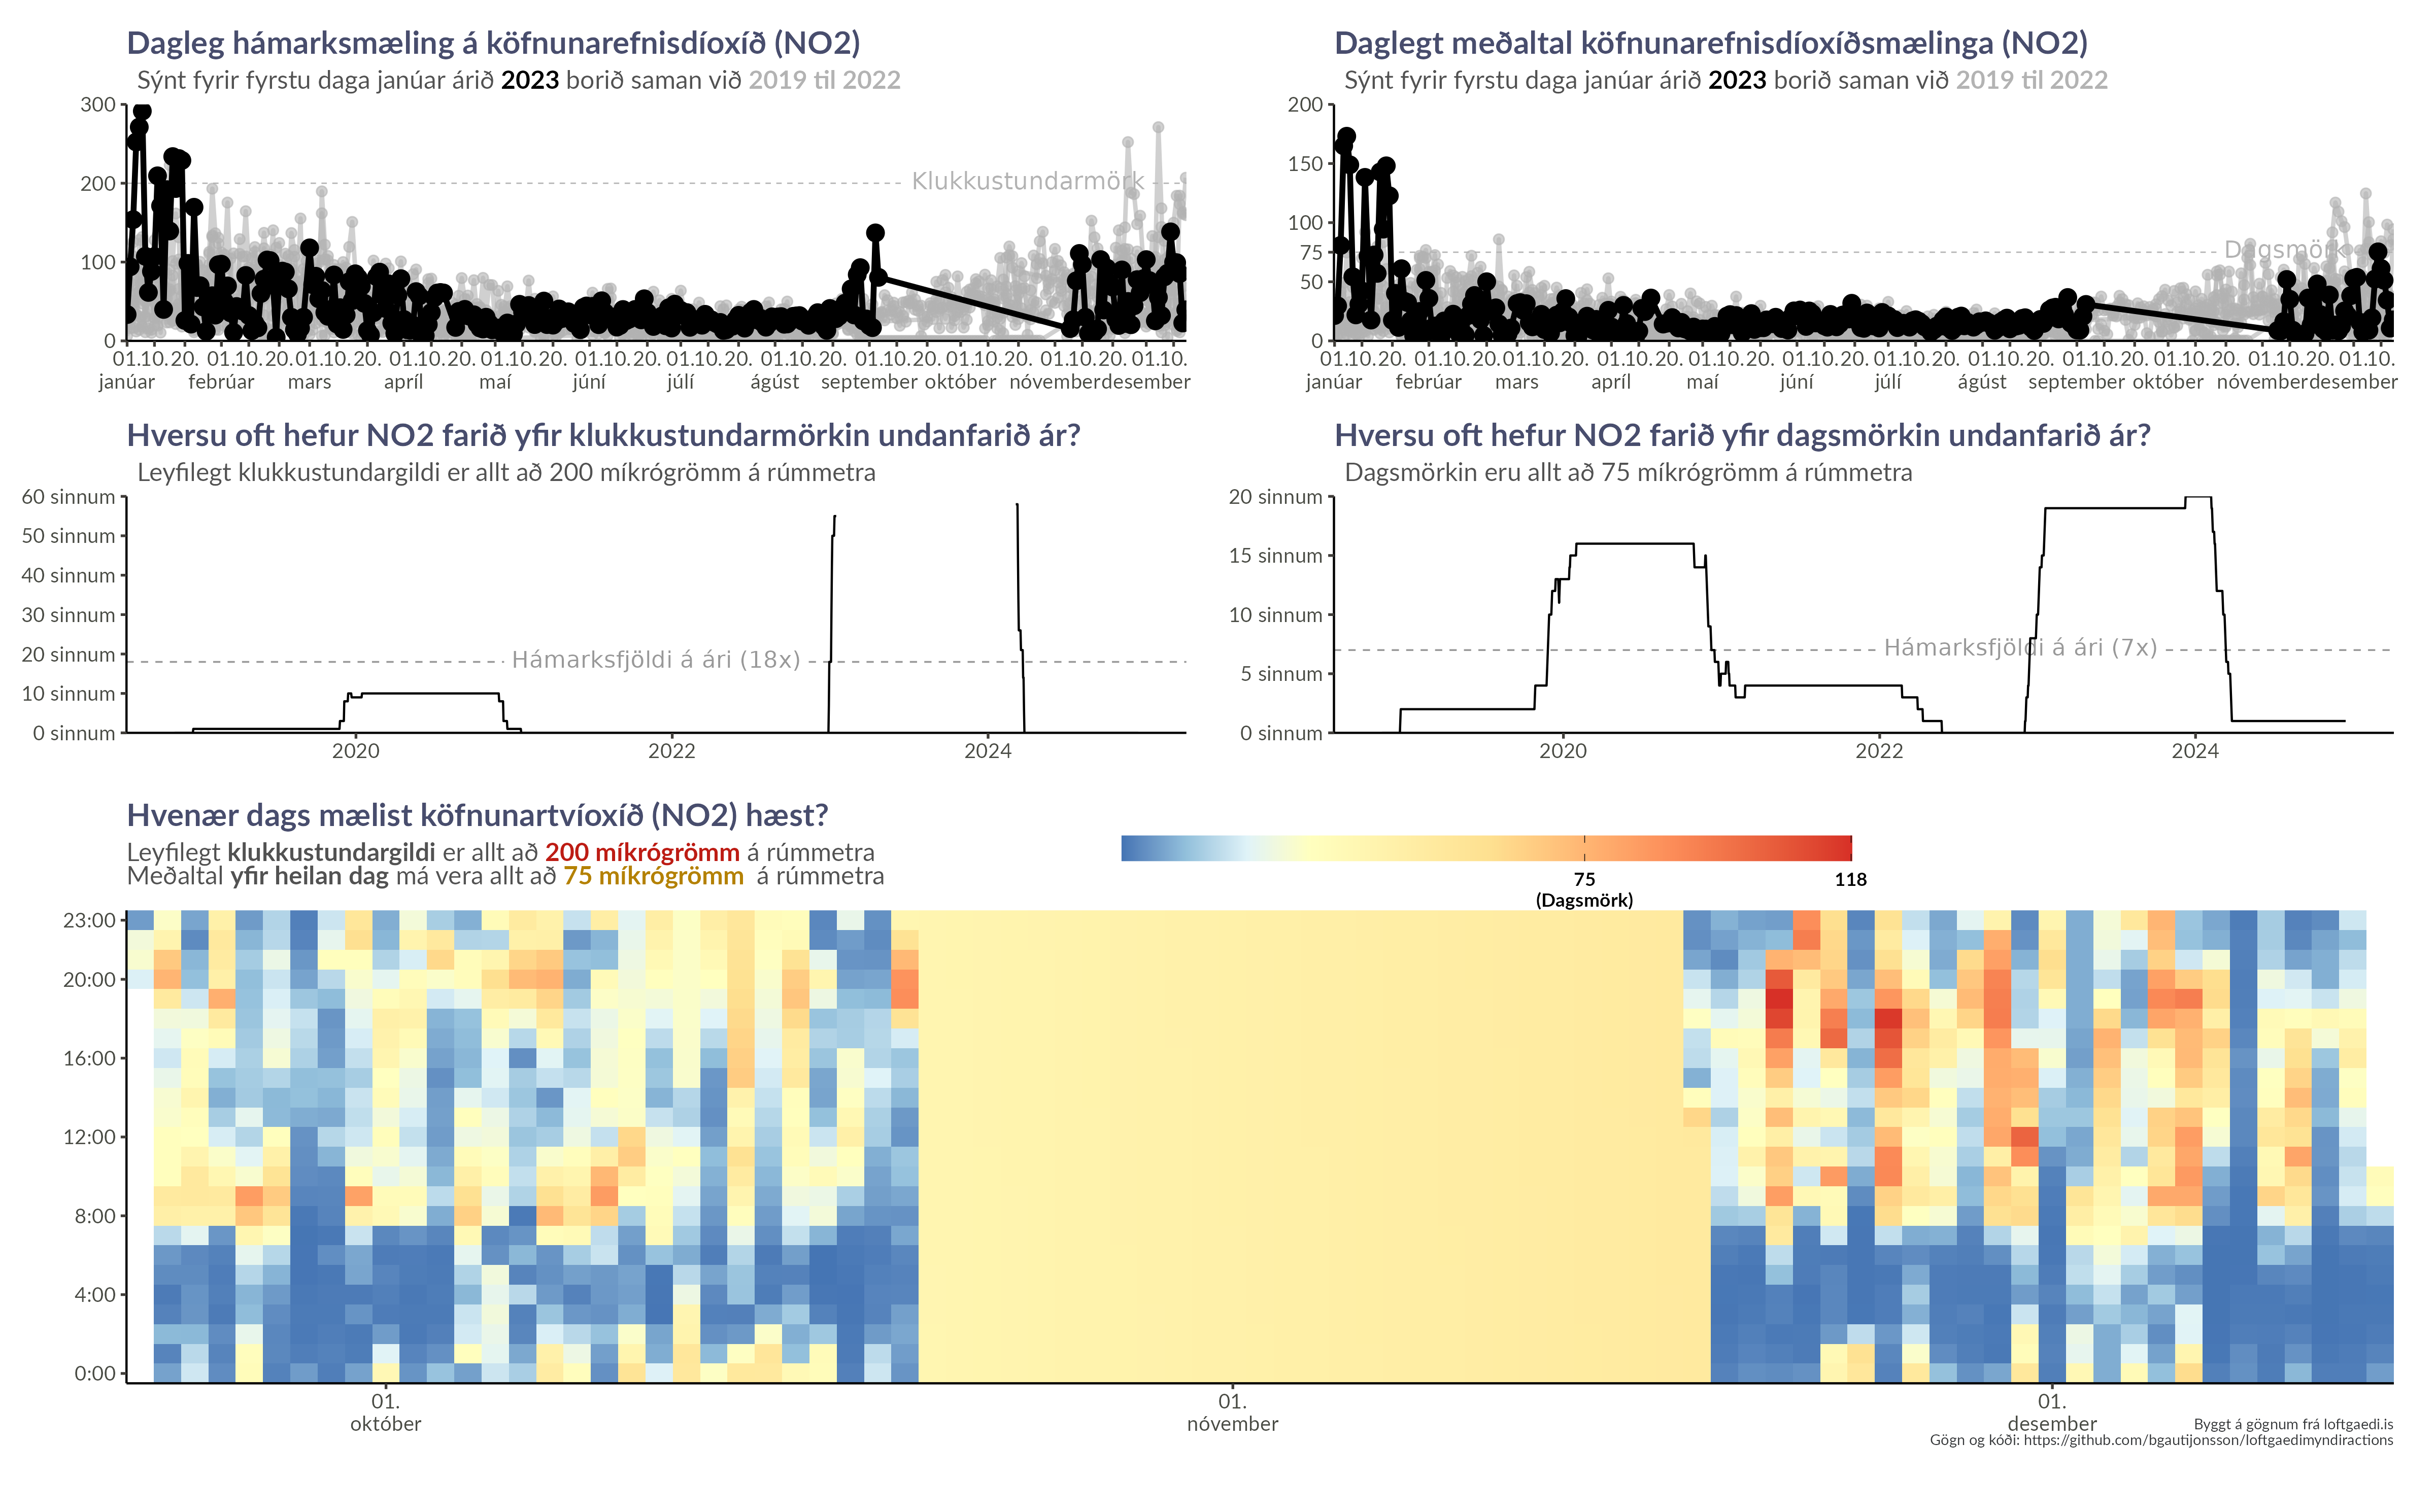 Dagleg hámarksmæling á köfnunarefnisdíoxíð (NO2)
Sýnt fyrir fyrstu daga janúar árið 2023 borið saman við 2019 til 2022
300
200
100
0
Klukkustundarmörk
01. 10. 20. 01. 10. 20. 01. 10. 20. 01. 10. 20. 01. 10. 20. 01. 10. 20. 01. 10. 20. 01. 10. 20. 01. 10. 20. 01. 10. 20. 01. 10. 20. 01. 10.
janúar febrúar mars apríl maí júní júlí ágúst september október nóvember desember
Daglegt meðaltal köfnunarefnisdíoxíðsmælinga (NO2)
Sýnt fyrir fyrstu daga janúar árið 2023 borið saman við 2019 til 2022
200
150
100
75
50
0
Dagsmörk
01. 10. 20. 01. 10. 20. 01. 10. 20. 01. 10. 20. 01. 10. 20. 01. 10. 20. 01. 10. 20. 01. 10. 20. 01. 10. 20. 01. 10. 20. 01. 10. 20. 01. 10.
janúar febrúar mars apríl maí júní júlí ágúst september október nóvember desember
Hversu oft hefur NO2 farið yfir klukkustundarmörkin undanfarið ár?
Leyfilegt klukkustundargildi er allt að 200 míkrógrömm á rúmmetra
60 sinnum
50 sinnum
40 sinnum
30 sinnum
20 sinnum
10 sinnum
0 sinnum
Hámarksfjöldi á ári (18x)
2020 2022 2024
Hversu oft hefur NO2 farið yfir dagsmörkin undanfarið ár?
Dagsmörkin eru allt að 75 míkrógrömm á rúmmetra
20 sinnum
15 sinnum
10 sinnum
5 sinnum
0 sinnum
Hámarksfjöldi á ári (7x)
2020 2022 2024
Hvenær dags mælist köfnunartvíoxíð (NO2) hæst?
Leyfilegt klukkustundargildi er allt að 200 míkrógrömm á rúmmetra
Meðaltal yfir heilan dag má vera allt að 75 míkrógrömm á rúmmetra
75 118
(Dagsmörk)
23:00
20:00
16:00
12:00
8:00
4:00
0:00
01. 01. 01.
október nóvember desember
Byggt á gögnum frá loftgaedi.is
Gögn og kóði: https://github.com/bgautijonsson/loftgaedimyndiractions